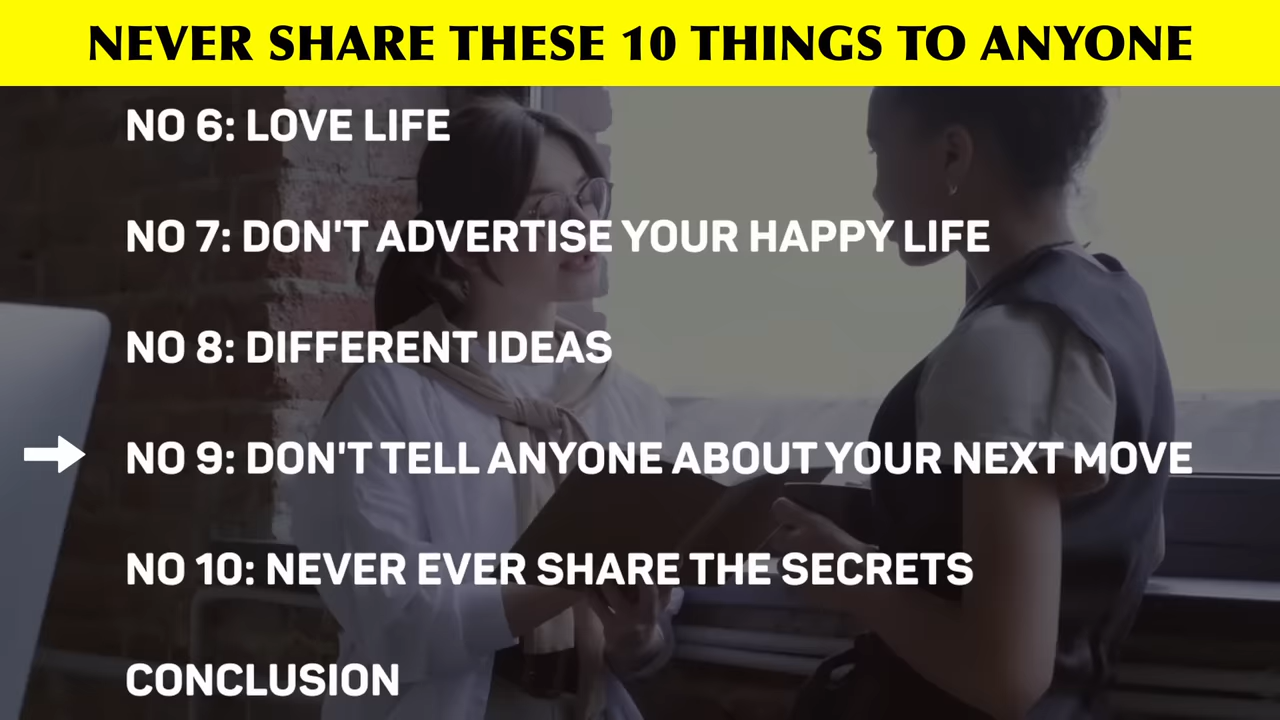 NEVER SHARE THESE 10 THINGS TO ANYONE
NO 6: LOVE LIFE
NO 7: DON'T ADVERTISE YOUR HAPPY LIFE
NO 8: DIFFERENT IDEAS
NO 9: DON'T TELL ANYONE ABOUT YOUR NEXT MOVE
NO 10: NEVER EVER SHARE THE SECRETS
CONCLUSION